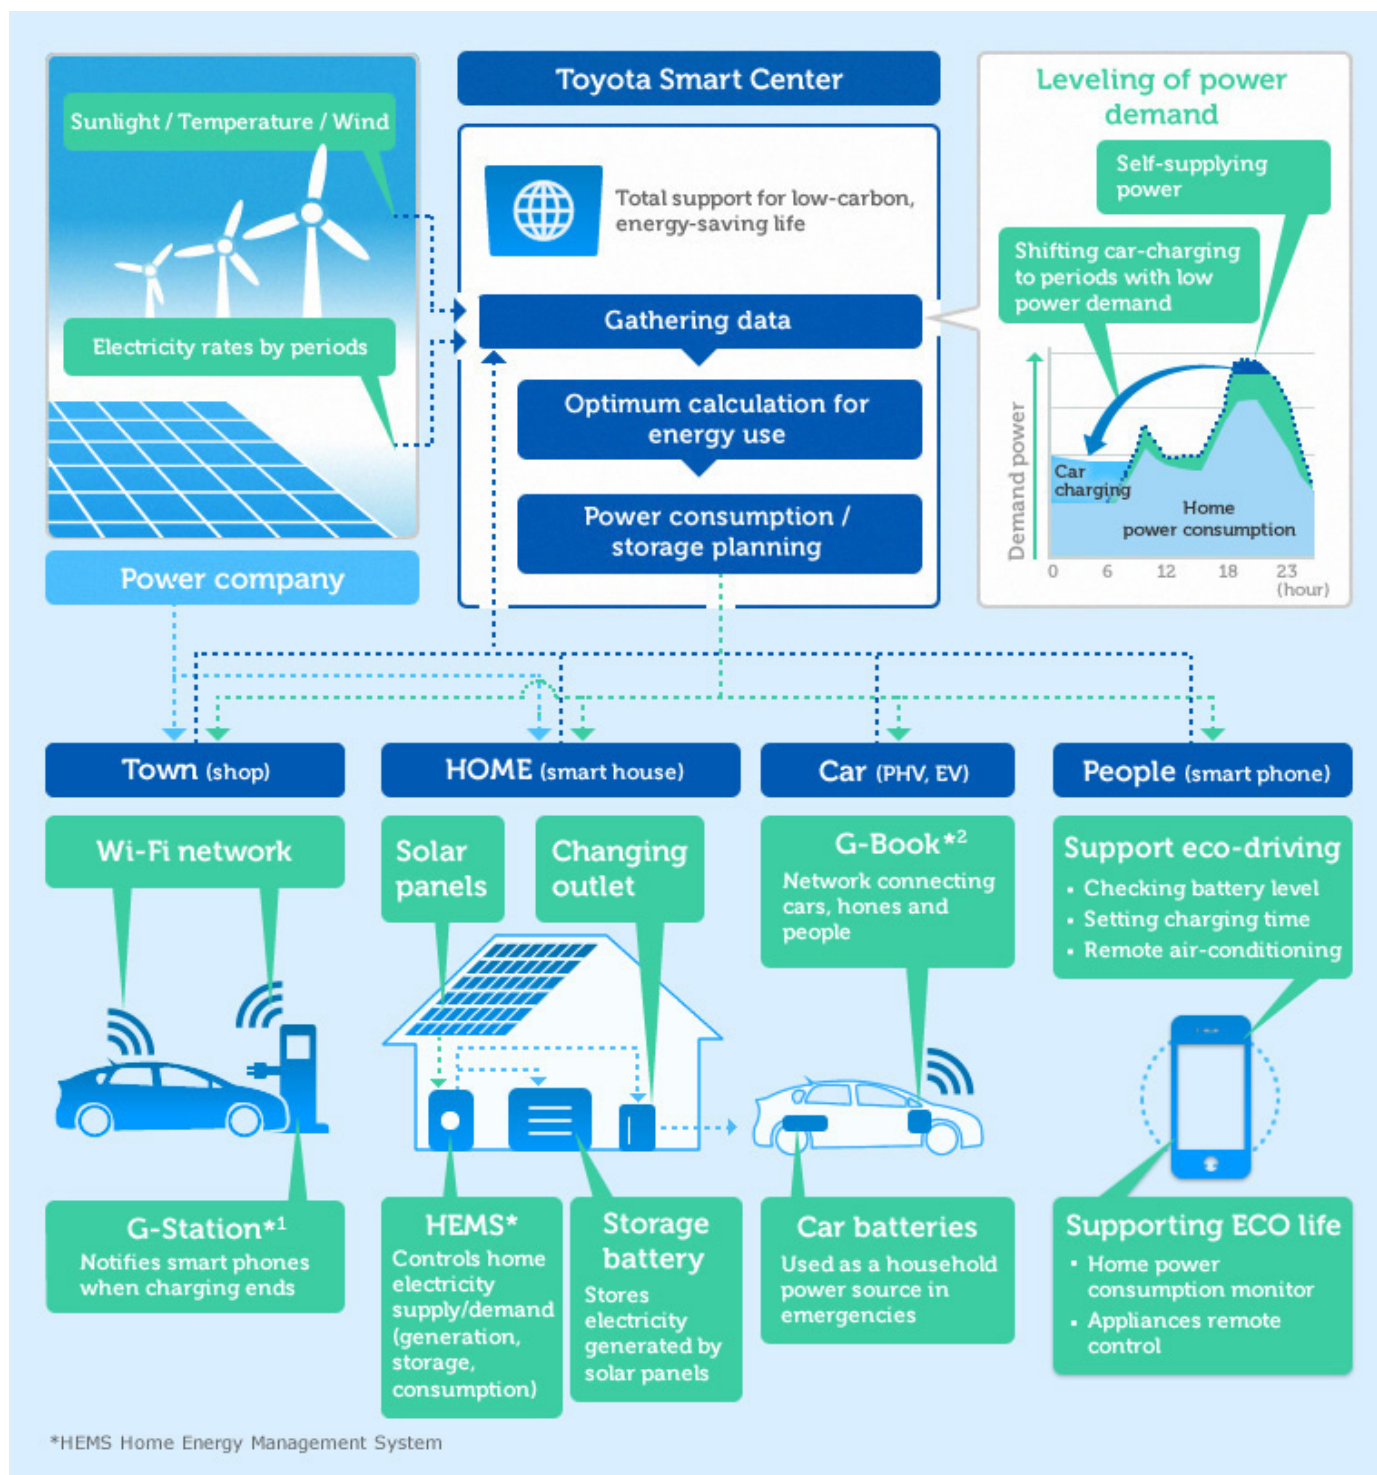 Toyota Smart Center
Sunlight / Temperature / Wind
Electricity rates by periods
Power company
Total support for low-carbon,
energy-saving life
Gathering data
Optimum calculation for
energy use
Power consumption /
storage planning
Leveling of power
demand
Self-supplying
power
Shifting car-charging
to periods with low
power demand
Demand power
Car
charging
Home
power consumption
0 6 12 18 23
(hour)
Town (shop)
Wi-Fi network
G-Station*1
Notifies smart phones
when charging ends
HOME (smart house)
Solar
panels
Changing
outlet
HEMS*
Controls home
electricity
supply/demand
(generation,
storage,
consumption)
Storage
battery
Stores
electricity
generated by
solar panels
Car (PHV, EV)
G-Book*2
Network connecting
cars, hones and
people
Car batteries
Used as a household
power source in
emergencies
People (smart phone)
Support eco-driving
• Checking battery level
• Setting charging time
• Remote air-conditioning
Supporting ECO life
• Home power
consumption monitor
• Appliances remote
control
*HEMS Home Energy Management System